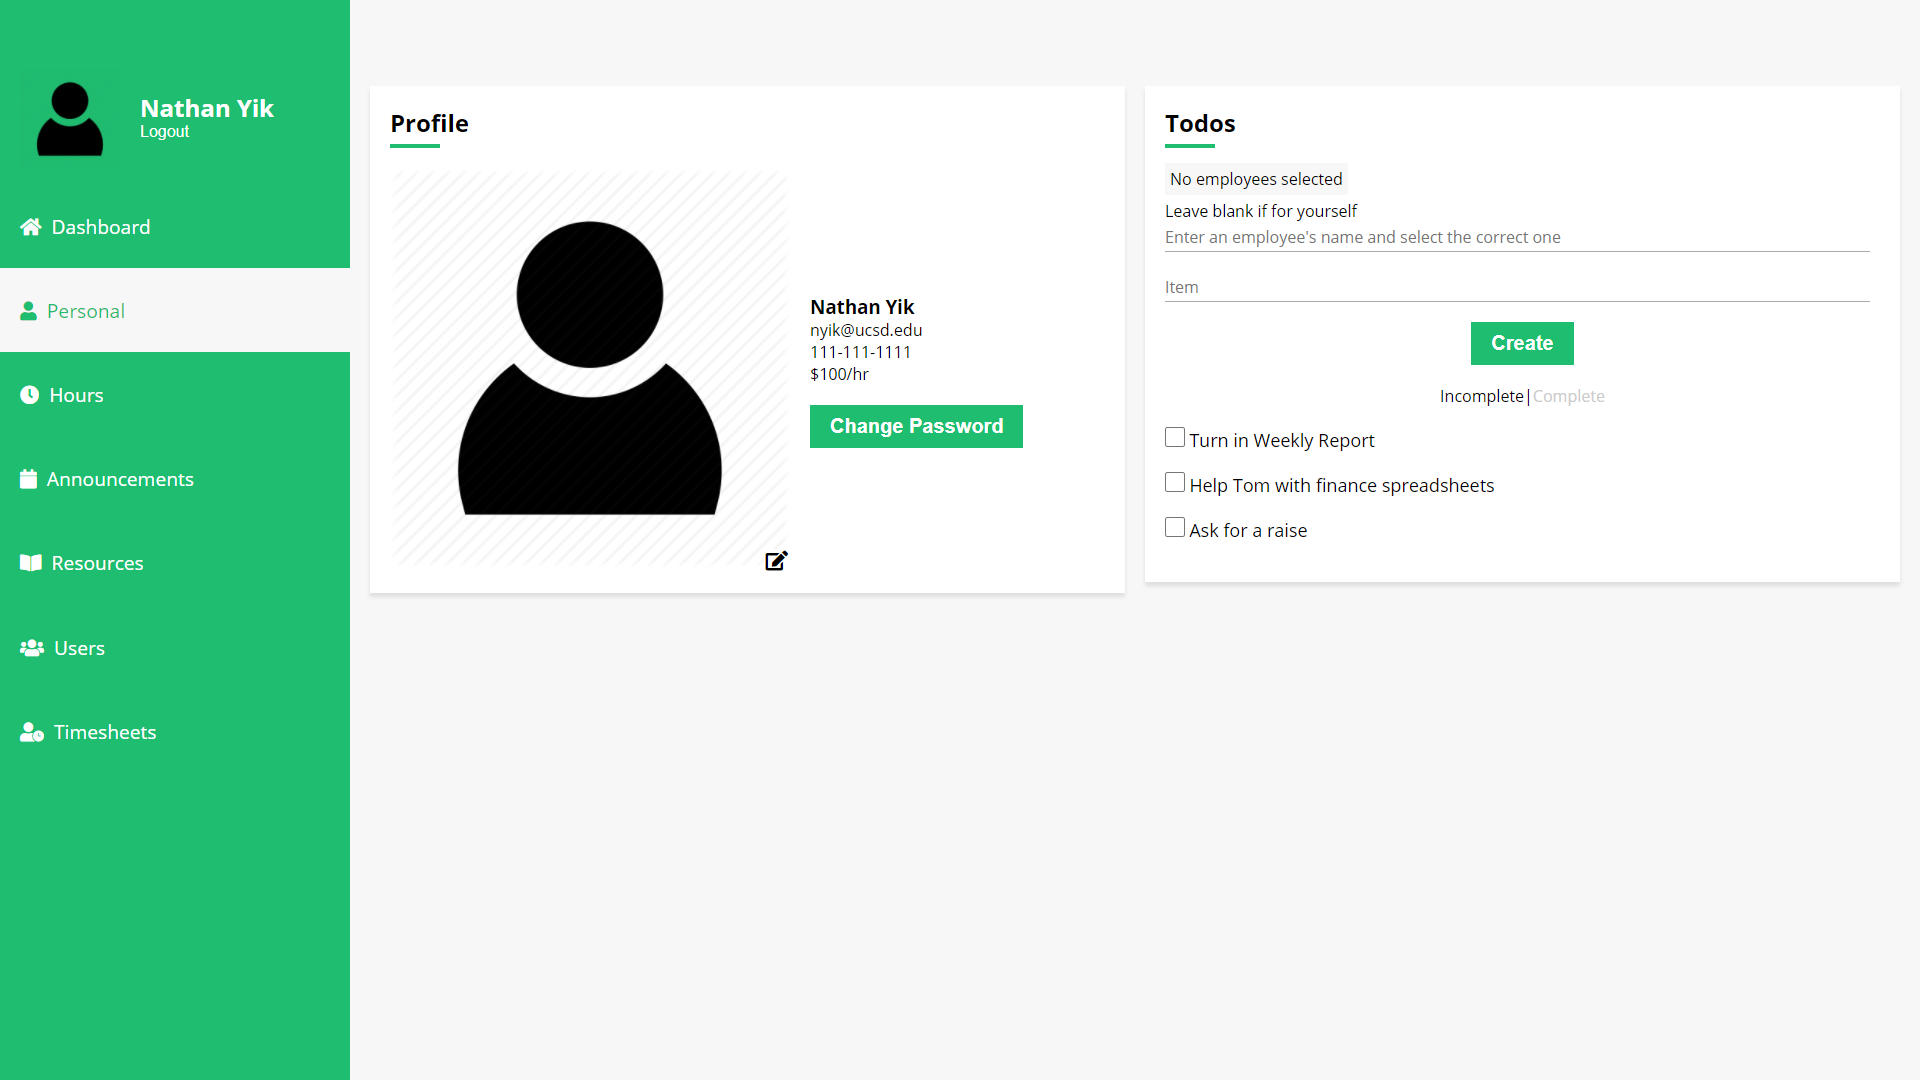 Nathan Yik
Logout
Dashboard
Personal
Hours
Announcements
Resources
Users
Timesheets
Profile
Nathan Yik
nyik@ucsd.edu
111-111-1111
$100/hr
Change Password
Todos
No employees selected
Leave blank if for yourself
Enter an employee's name and select the correct one
Item
Create
Incomplete|Complete
Turn in Weekly Report
Help Tom with finance spreadsheets
Ask for a raise